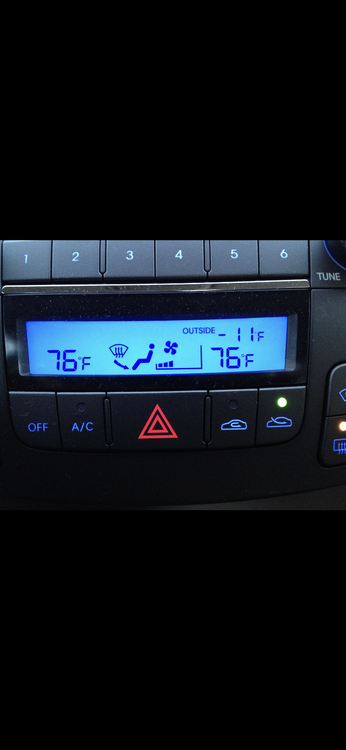 1 2 3 4 5 6
TUNE
OUTSIDE -11F
76°F 76°F
OFF A/C